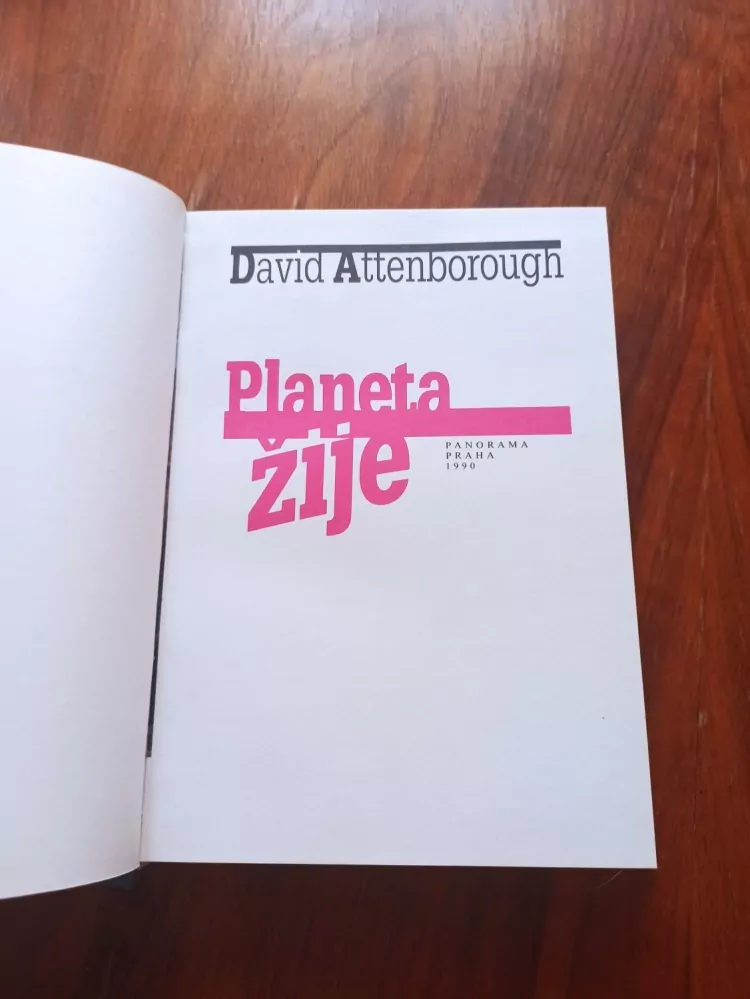 David Attenborough
Planeta
žije
PANORAMA
PRAHA
1990